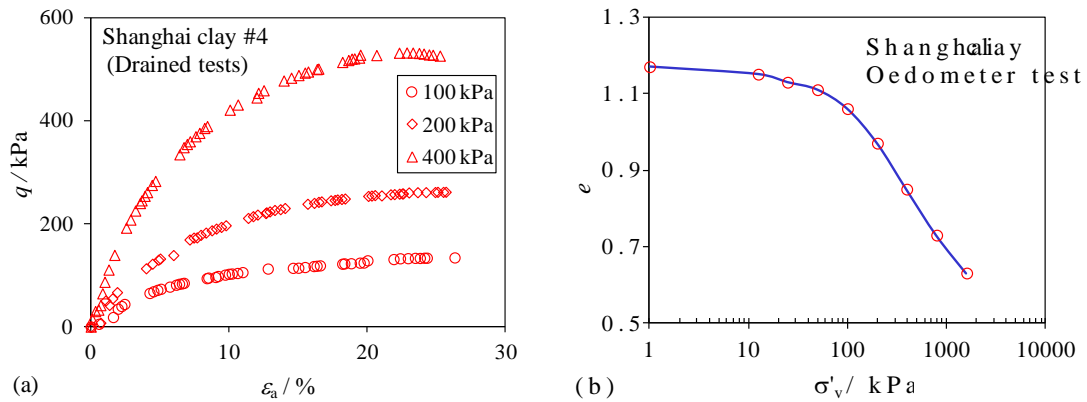 600
400
200
0
q / kPa
Shanghai clay #4
(Drained tests)
100 kPa
200 kPa
400 kPa
0
10
20
30
εa / %
(a)
1.3
1.1
0.9
0.7
0.5
e
Shanghai clay
Oedometer test
1
10
100
1000
10000
σ'v / kPa
(b)